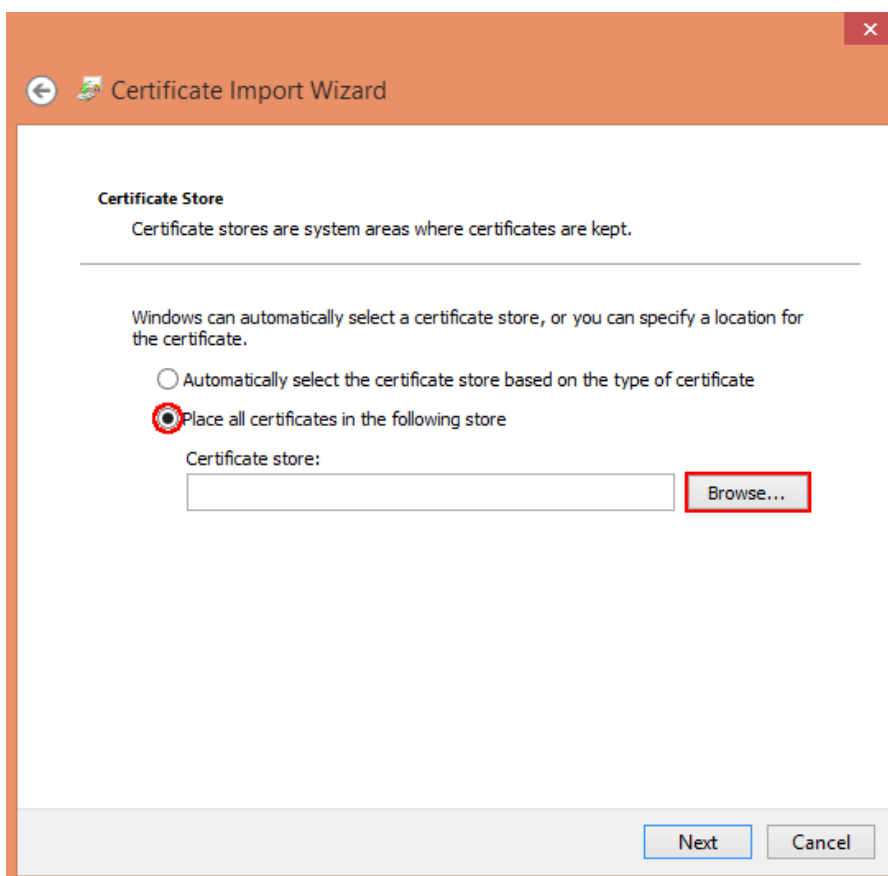 Certificate Import Wizard
Certificate Store
Certificate stores are system areas where certificates are kept.
Windows can automatically select a certificate store, or you can specify a location for
the certificate.
Automatically select the certificate store based on the type of certificate
Place all certificates in the following store
Certificate store:
Browse...
Next
Cancel